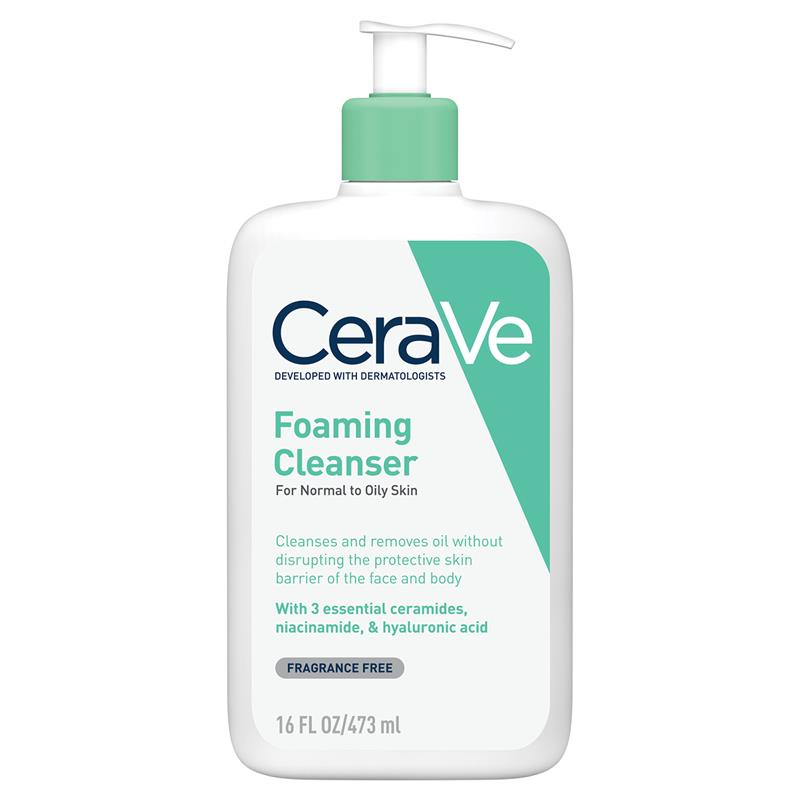 CeraVe
DEVELOPED WITH DERMATOLOGISTS
Foaming
Cleanser
For Normal to Oily Skin
Cleanses and removes oil without
disrupting the protective skin
barrier of the face and body
With 3 essential ceramides,
niacinamide, & hyaluronic acid
FRAGRANCE FREE
16 FL OZ/473 ml